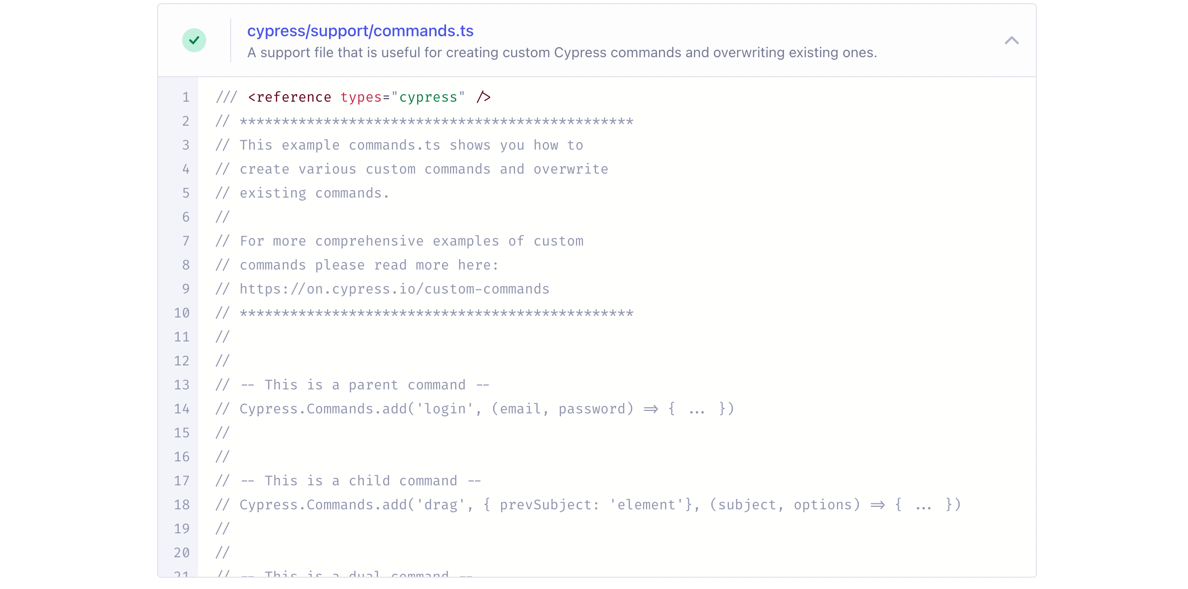 cypress/support/commands.ts
A support file that is useful for creating custom Cypress commands and overwriting existing ones.
1 /// <reference types="cypress" />
2 // ***********************************************
3 // This example commands.ts shows you how to
4 // create various custom commands and overwrite
5 // existing commands.
6 //
7 // For more comprehensive examples of custom
8 // commands please read more here:
9 // https://on.cypress.io/custom-commands
10 // ***********************************************
11 //
12 //
13 // -- This is a parent command --
14 // Cypress.Commands.add('login', (email, password) => { ... })
15 //
16 //
17 // -- This is a child command --
18 // Cypress.Commands.add('drag', { prevSubject: 'element'}, (subject, options) => { ... })
19 //
20 //
21 // -- This is a dual command --